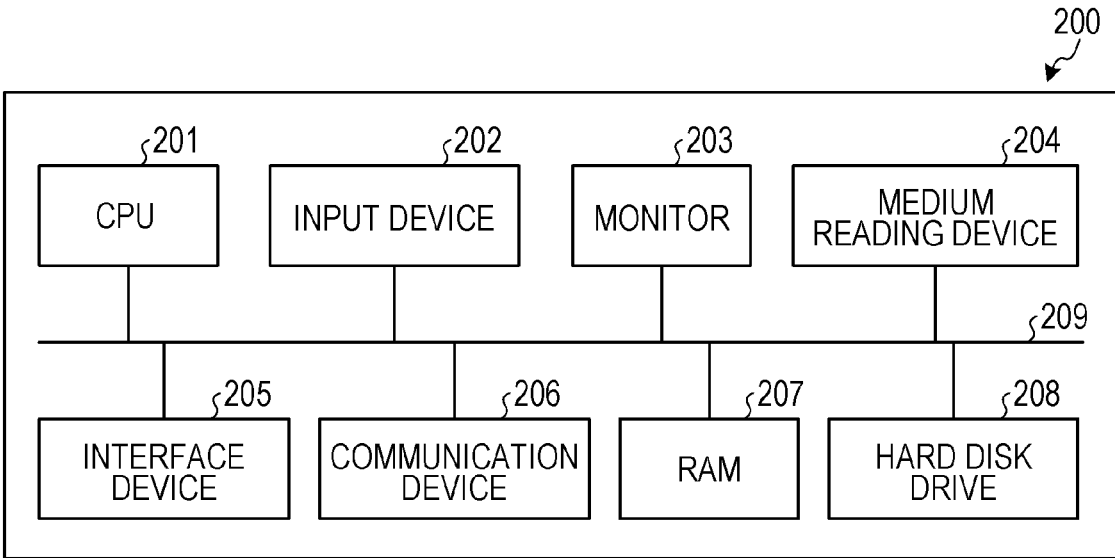 200
201
202
203
204
CPU
INPUT DEVICE
MONITOR
MEDIUM
READING DEVICE
209
205
206
207
208
INTERFACE
DEVICE
COMMUNICATION
DEVICE
RAM
HARD DISK
DRIVE